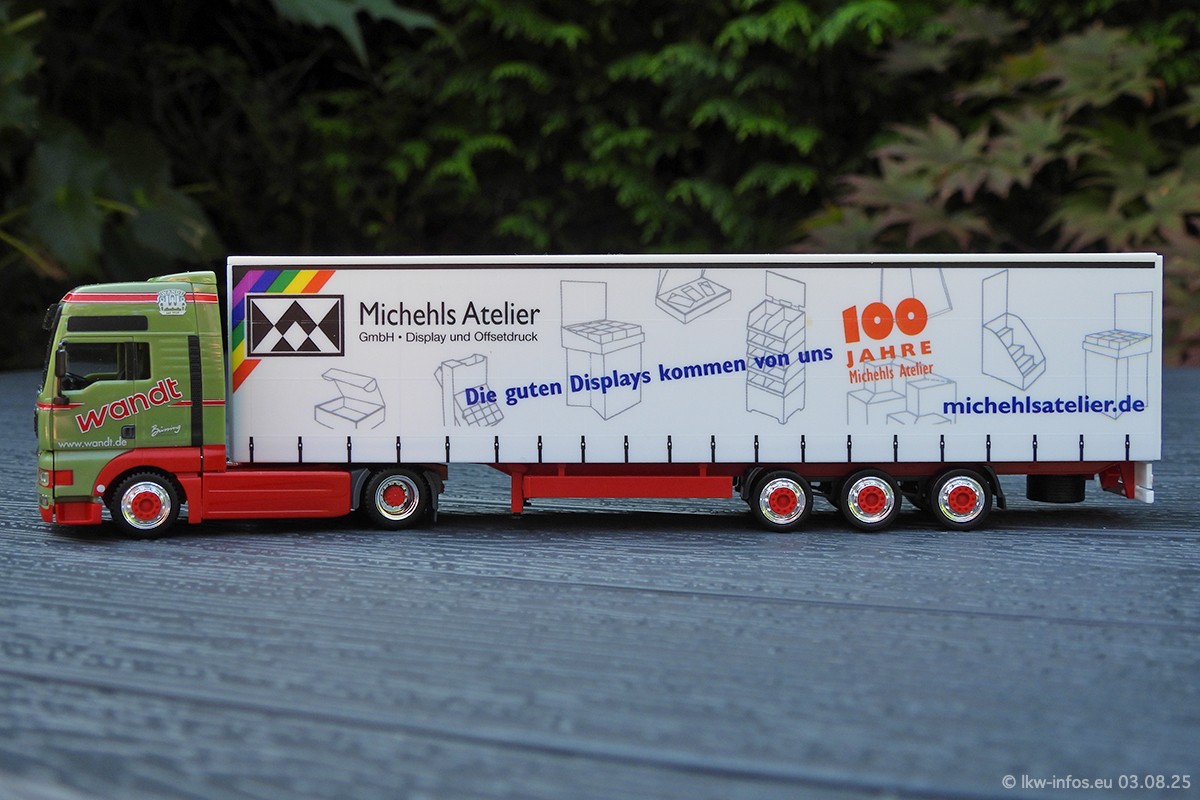 Michehls Atelier
GmbH • Display und Offsetdruck
Die guten Displays kommen von uns
100
JAHRE
Michehls Atelier
michehlsatelier.de
wandt
www.wandt.de
© lkw-infos.eu 03.08.25